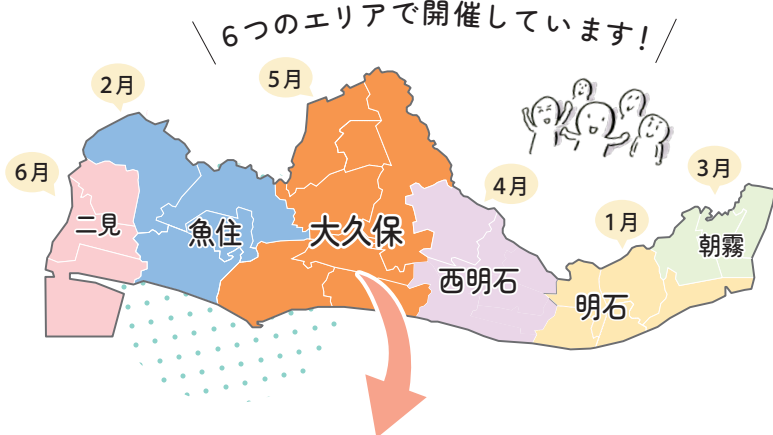 6つのエリアで開催しています!
2月
5月
6月
4月
3月
1月
二見
魚住
大久保
西明石
明石
朝霧